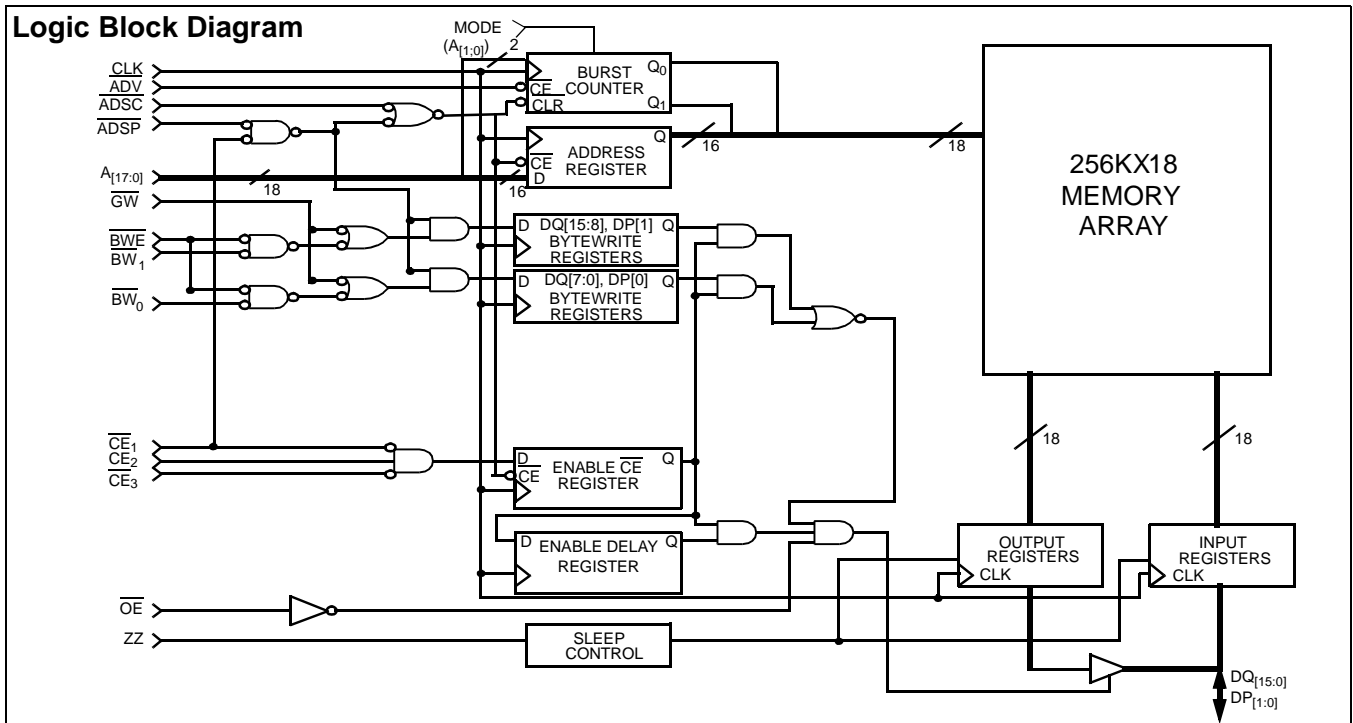 Logic Block Diagram
MODE
(A[1;0])
2
CLK
ADV
ADSC
ADSP
A[17:0]
GW
BWE
BW1
BW0
CE1
CE2
CE3
OE
ZZ
BURST
COUNTER
CE
CLR
Q0
Q1
ADDRESS
REGISTER
CE
D
Q
18
16
16
18
256KX18
MEMORY
ARRAY
D DQ[15:8], DP[1] Q
BYTEWRITE
REGISTERS
D DQ[7:0], DP[0] Q
BYTEWRITE
REGISTERS
D ENABLE CE Q
CE REGISTER
D ENABLE DELAY Q
REGISTER
SLEEP
CONTROL
18
18
OUTPUT
REGISTERS
CLK
INPUT
REGISTERS
CLK
DQ[15:0]
DP[1:0]